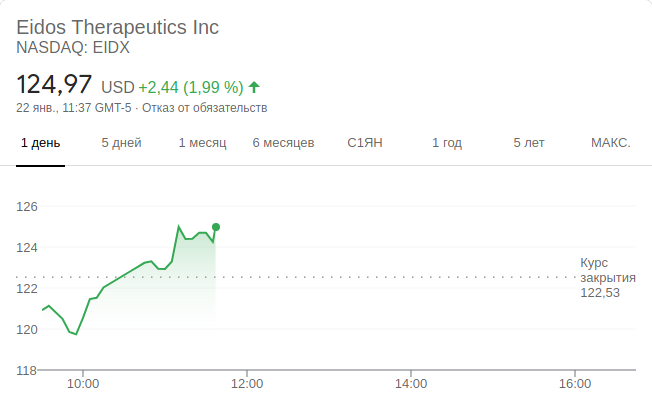 Eidos Therapeutics Inc
NASDAQ: EIDX
124,97 USD +2,44 (1,99 %)
22 янв., 11:37 GMT-5 · Отказ от обязательств
1 день 5 дней 1 месяц 6 месяцев С1ЯН 1 год 5 лет МАКС.
126
124
Курс
закрытия
122,53
122
120
118
10:00 12:00 14:00 16:00